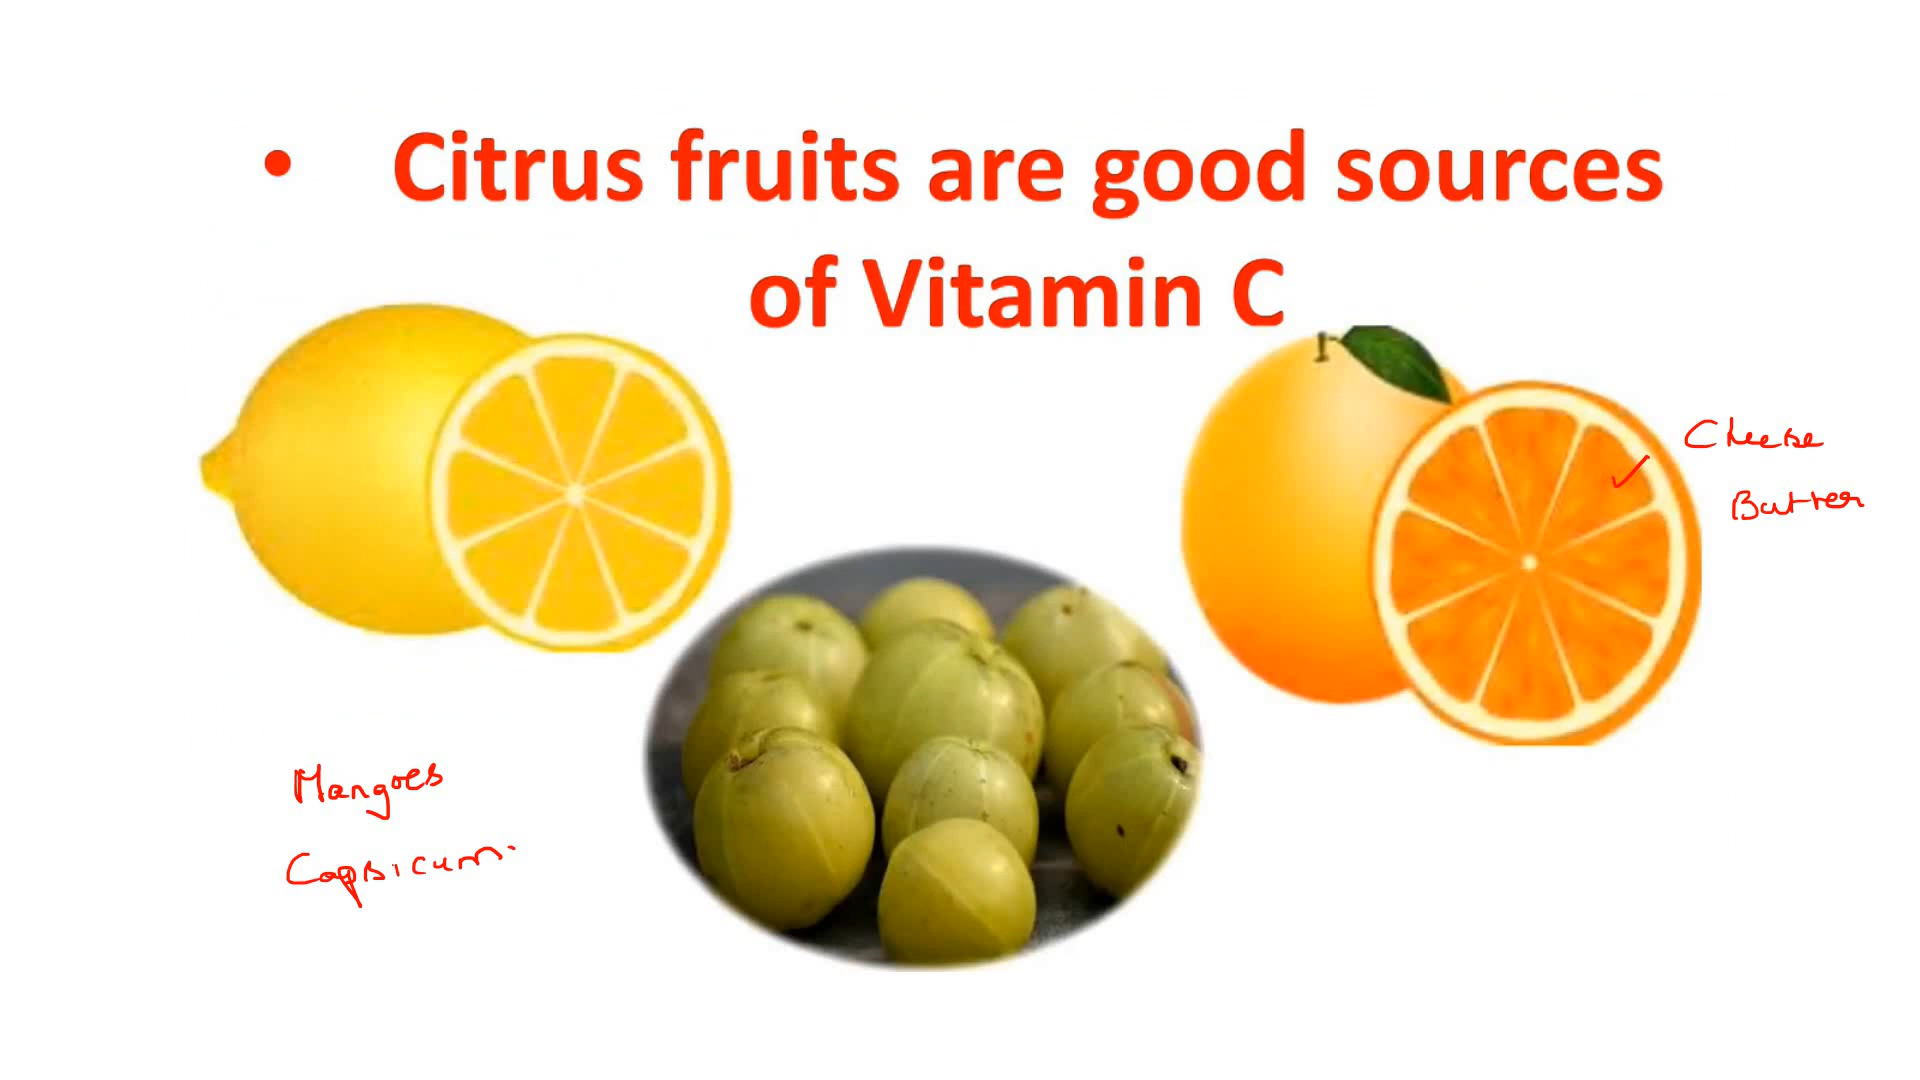 • Citrus fruits are good sources
of Vitamin C
Cheese
Butter
Mangoes
Capsicum.